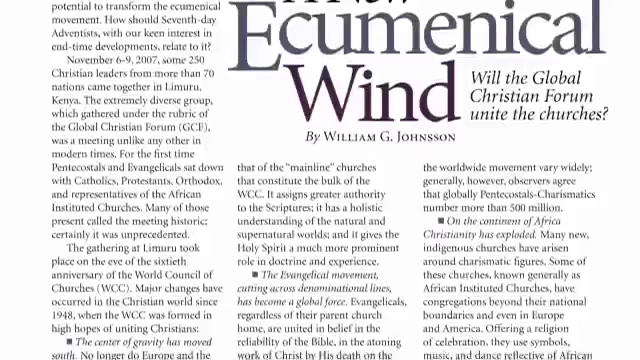 potential to transform the ecumenical
movement. How should Seventh-day
Adventists, with our keen interest in
end-time developments, relate to it?
November 6-9, 2007, some 250
Christian leaders from more than 70
nations came together in Limuru,
Kenya. The extremely diverse group,
which gathered under the rubric of
the Global Christian Forum (GCF),
was a meeting unlike any other in
modern times. For the first time
Pentecostals and Evangelicals sat down
with Catholics, Protestants, Orthodox,
and representatives of the African
Instituted Churches. Many of those
present called the meeting historic;
certainly it was unprecedented.
The gathering at Limuru took
place on the eve of the sixtieth
anniversary of the World Council of
Churches (WCC). Major changes have
occurred in the Christian world since
1948, when the WCC was formed in
high hopes of uniting Christians:
■ The center of gravity has moved
south. No longer do Europe and the
A New
Ecumenical
Wind
Will the Global
Christian Forum
unite the churches?
By William G. Johnsson
that of the "mainline" churches
that constitute the bulk of the
WCC. It assigns greater authority
to the Scriptures; it has a holistic
understanding of the natural and
supernatural worlds; and it gives the
Holy Spirit a much more prominent
role in doctrine and experience.
■ The Evangelical movement,
cutting across denominational lines,
has become a global force. Evangelicals,
regardless of their parent church
home, are united in belief in the
reliability of the Bible, in the atoning
work of Christ by His death on the
the worldwide movement vary widely;
generally, however, observers agree
that globally Pentecostals-Charismatics
number more than 500 million.
■ On the continent of Africa
Christianity has exploded. Many new,
indigenous churches have arisen
around charismatic figures. Some of
these churches, known generally as
African Instituted Churches, have
congregations beyond their national
boundaries and even in Europe
and America. Offering a religion
of celebration, they use symbols,
music, and dance reflective of African